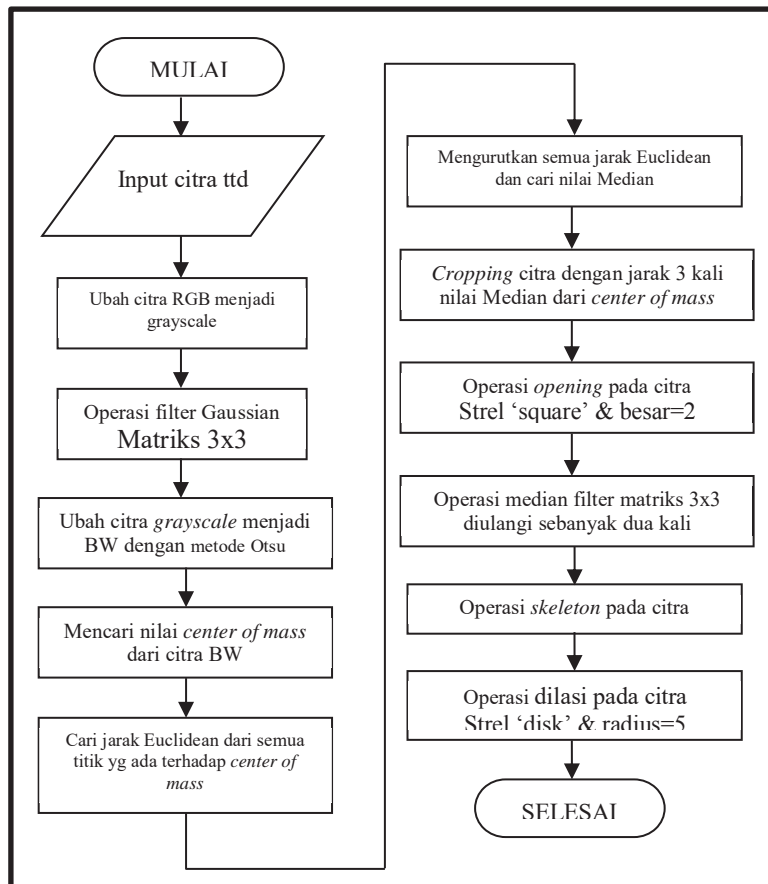 MULAI
Input citra ttd
Ubah citra RGB menjadi
grayscale
Operasi filter Gaussian
Matriks 3x3
Ubah citra grayscale menjadi
BW dengan metode Otsu
Mencari nilai center of mass
dari citra BW
Cari jarak Euclidean dari semua
titik yg ada terhadap center of
mass
Mengurutkan semua jarak Euclidean
dan cari nilai Median
Cropping citra dengan jarak 3 kali
nilai Median dari center of mass
Operasi opening pada citra
Strel ‘square’ & besar=2
Operasi median filter matriks 3x3
diulangi sebanyak dua kali
Operasi skeleton pada citra
Operasi dilasi pada citra
Strel ‘disk’ & radius=5
SELESAI